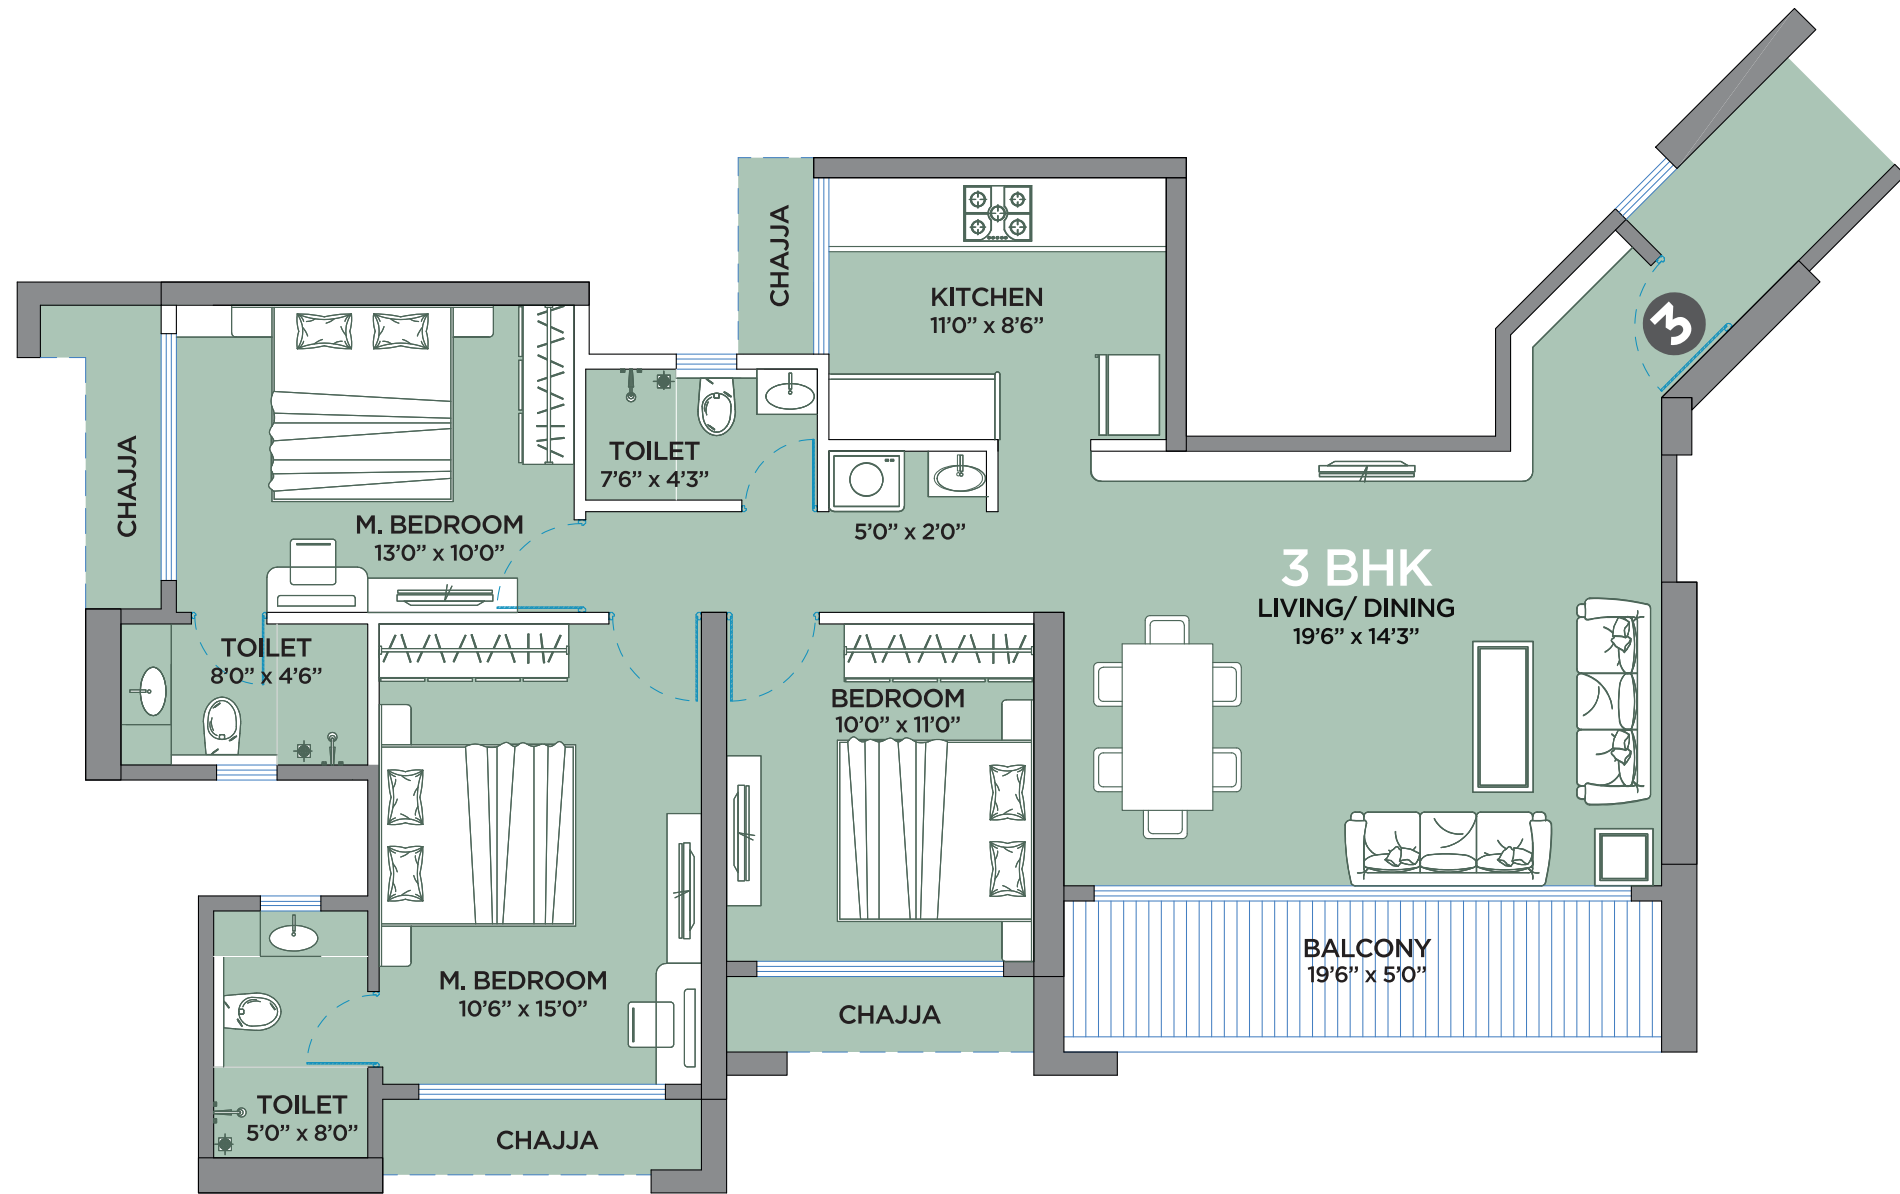 3
CHAJJA
KITCHEN
11'0" x 8'6"
CHAJJA
TOILET
7'6" x 4'3"
M. BEDROOM
13'0" x 10'0"
5'0" x 2'0"
3 BHK
LIVING/ DINING
19'6" x 14'3"
TOILET
8'0" x 4'6"
BEDROOM
10'0" x 11'0"
BALCONY
19'6" x 5'0"
M. BEDROOM
10'6" x 15'0"
CHAJJA
TOILET
5'0" x 8'0"
CHAJJA